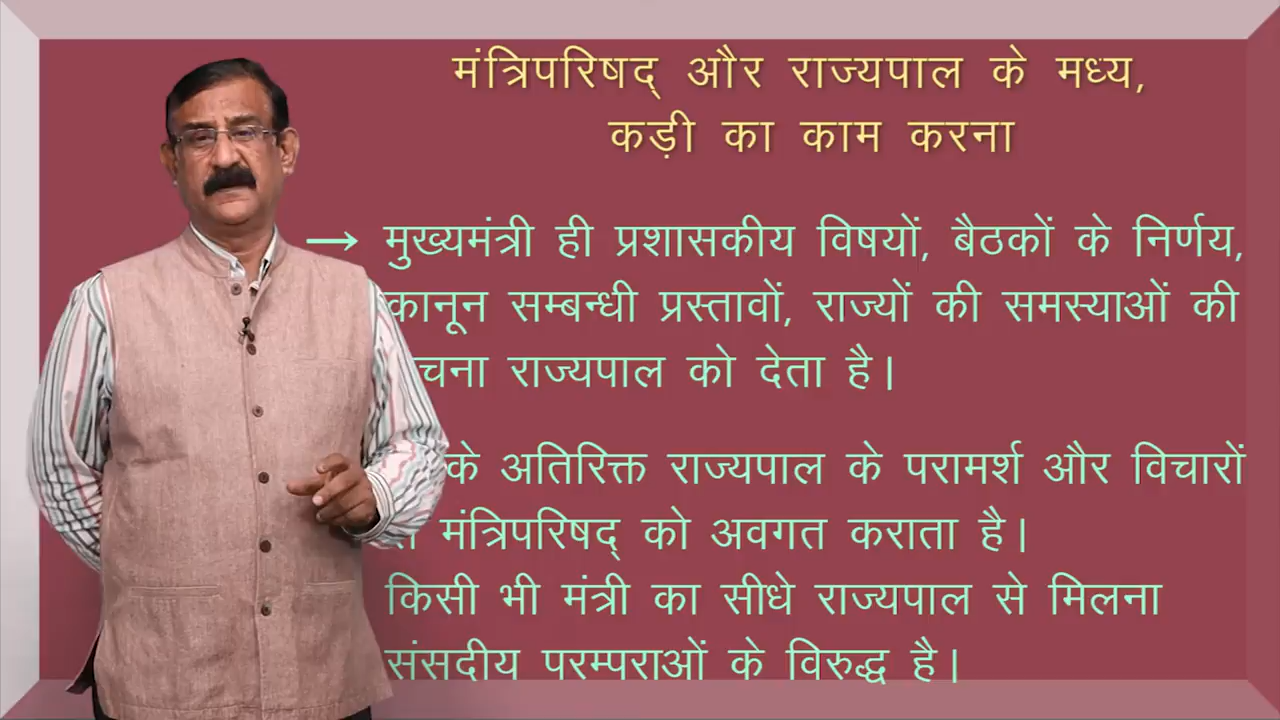 मंत्रिपरिषद् और राज्यपाल के मध्य,
कड़ी का काम करना
→ मुख्यमंत्री ही प्रशासकीय विषयों, बैठकों के निर्णय,
कानून सम्बन्धी प्रस्तावों, राज्यों की समस्याओं की
राज्यपाल को देता है।
के अतिरिक्त राज्यपाल के परामर्श और विचारों
मंत्रिपरिषद् को अवगत कराता है।
किसी भी मंत्री का सीधे राज्यपाल से मिलना
संसदीय परम्पराओं के विरुद्ध है।